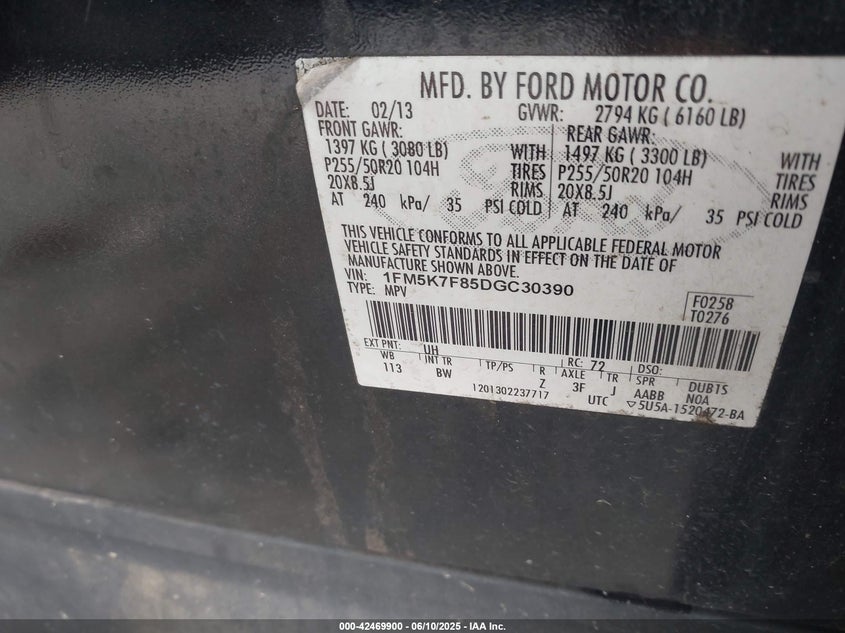 MFD. BY FORD MOTOR CO.
DATE: 02/13 GVWR: 2794 KG ( 6160 LB)
FRONT GAWR: REAR GAWR:
1397 KG ( 3080 LB) WITH 1497 KG ( 3300 LB) WITH
P255/50R20 104H TIRES P255/50R20 104H TIRES
20X8.5J RIMS 20X8.5J RIMS
AT 240 kPa/ 35 PSI COLD AT 240 kPa/ 35 PSI COLD
THIS VEHICLE CONFORMS TO ALL APPLICABLE FEDERAL MOTOR
VEHICLE SAFETY STANDARDS IN EFFECT ON THE DATE OF
MANUFACTURE SHOWN ABOVE.
VIN: 1FM5K7F85DGC30390
TYPE: MPV
F0258
T0276
EXT PNT: UH RC: 72 DSO:
WB INT TR TP/PS R AXLE TR SPR DUB1S
113 BW Z 3F J AABB N0A
1201302237717 UTC ▽5U5A-1520472-BA
000-42469900 - 06/10/2025 - IAA Inc.